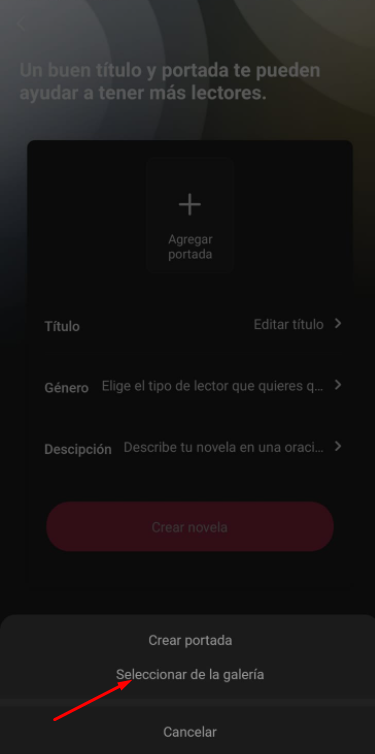 Un buen título y portada te pueden
ayudar a tener más lectores.
Agregar
portada
Título Editar título
Género Elige el tipo de lector que quieres q...
Descipción Describe tu novela en una oraci...
Crear novela
Crear portada
Seleccionar de la galería
Cancelar